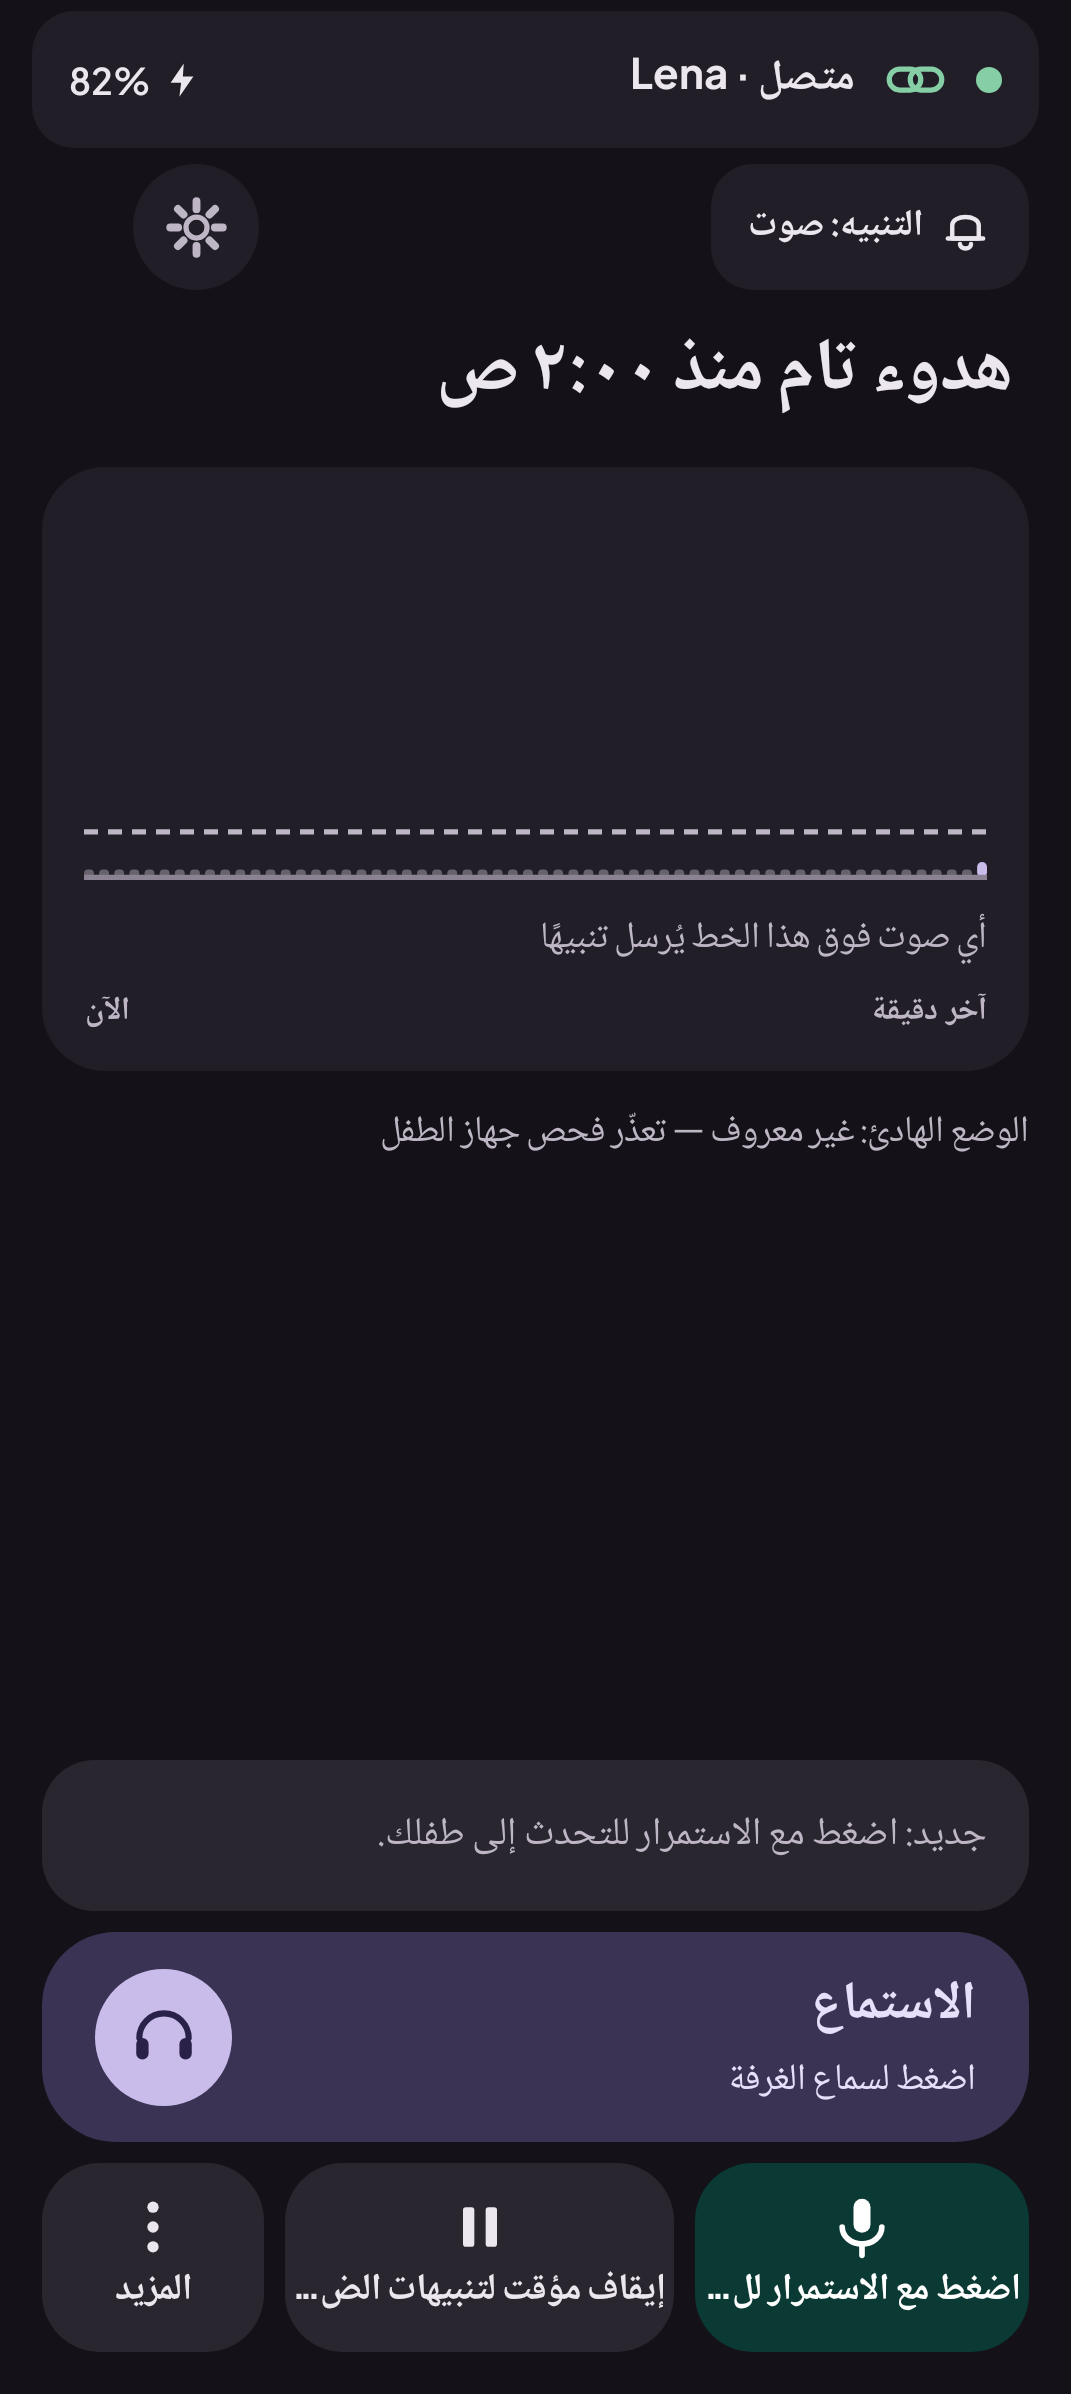 متصل · Lena
82%
التنبيه: صوت
هدوء تام منذ ٢:٠٠ ص
أي صوت فوق هذا الخط يُرسل تنبيهًا
آخر دقيقة
الآن
الوضع الهادئ: غير معروف — تعذّر فحص جهاز الطفل
جديد: اضغط مع الاستمرار للتحدث إلى طفلك.
الاستماع
اضغط لسماع الغرفة
اضغط مع الاستمرار لل...
إيقاف مؤقت لتنبيهات الض...
المزيد